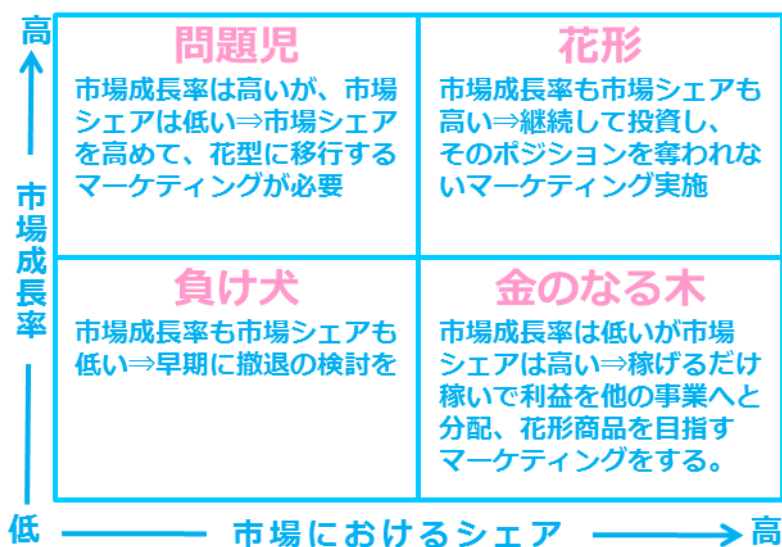 高
問題児
市場成長率は高いが、市場
シェアは低い⇒市場シェア
を高めて、花型に移行する
マーケティングが必要
花形
市場成長率も市場シェアも
高い⇒継続して投資し、
そのポジションを奪われな
いマーケティング実施
市場成長率
負け犬
市場成長率も市場シェアも
低い⇒早期に撤退の検討を
金のなる木
市場成長率は低いが市場
シェアは高い⇒稼げるだけ
稼いで利益を他の事業へと
分配、花形商品を目指す
マーケティングをする。
低
市場におけるシェア
高